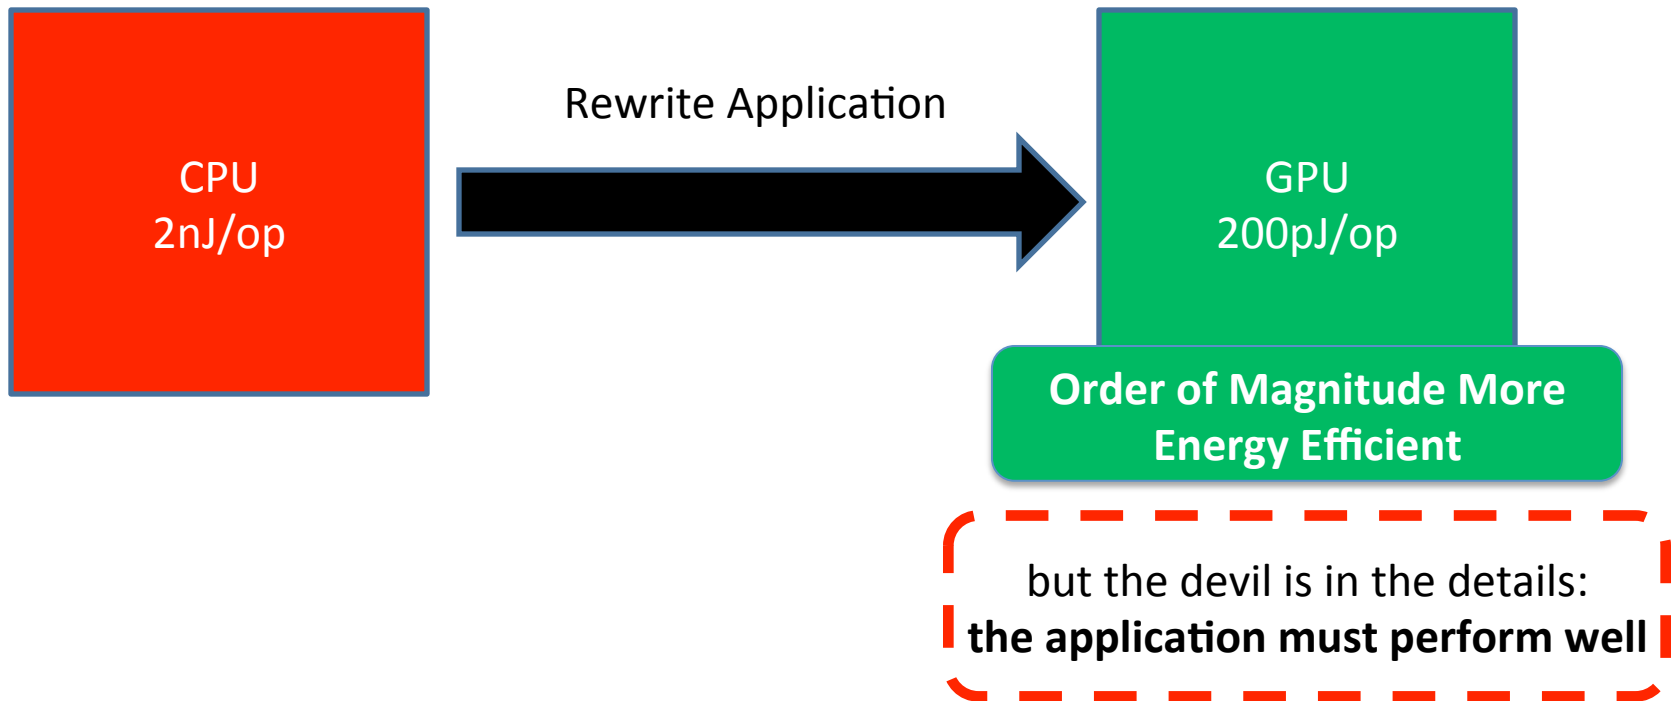 CPU
2nJ/op
Rewrite Application
GPU
200pJ/op
Order of Magnitude More
Energy Efficient
but the devil is in the details:
the application must perform well